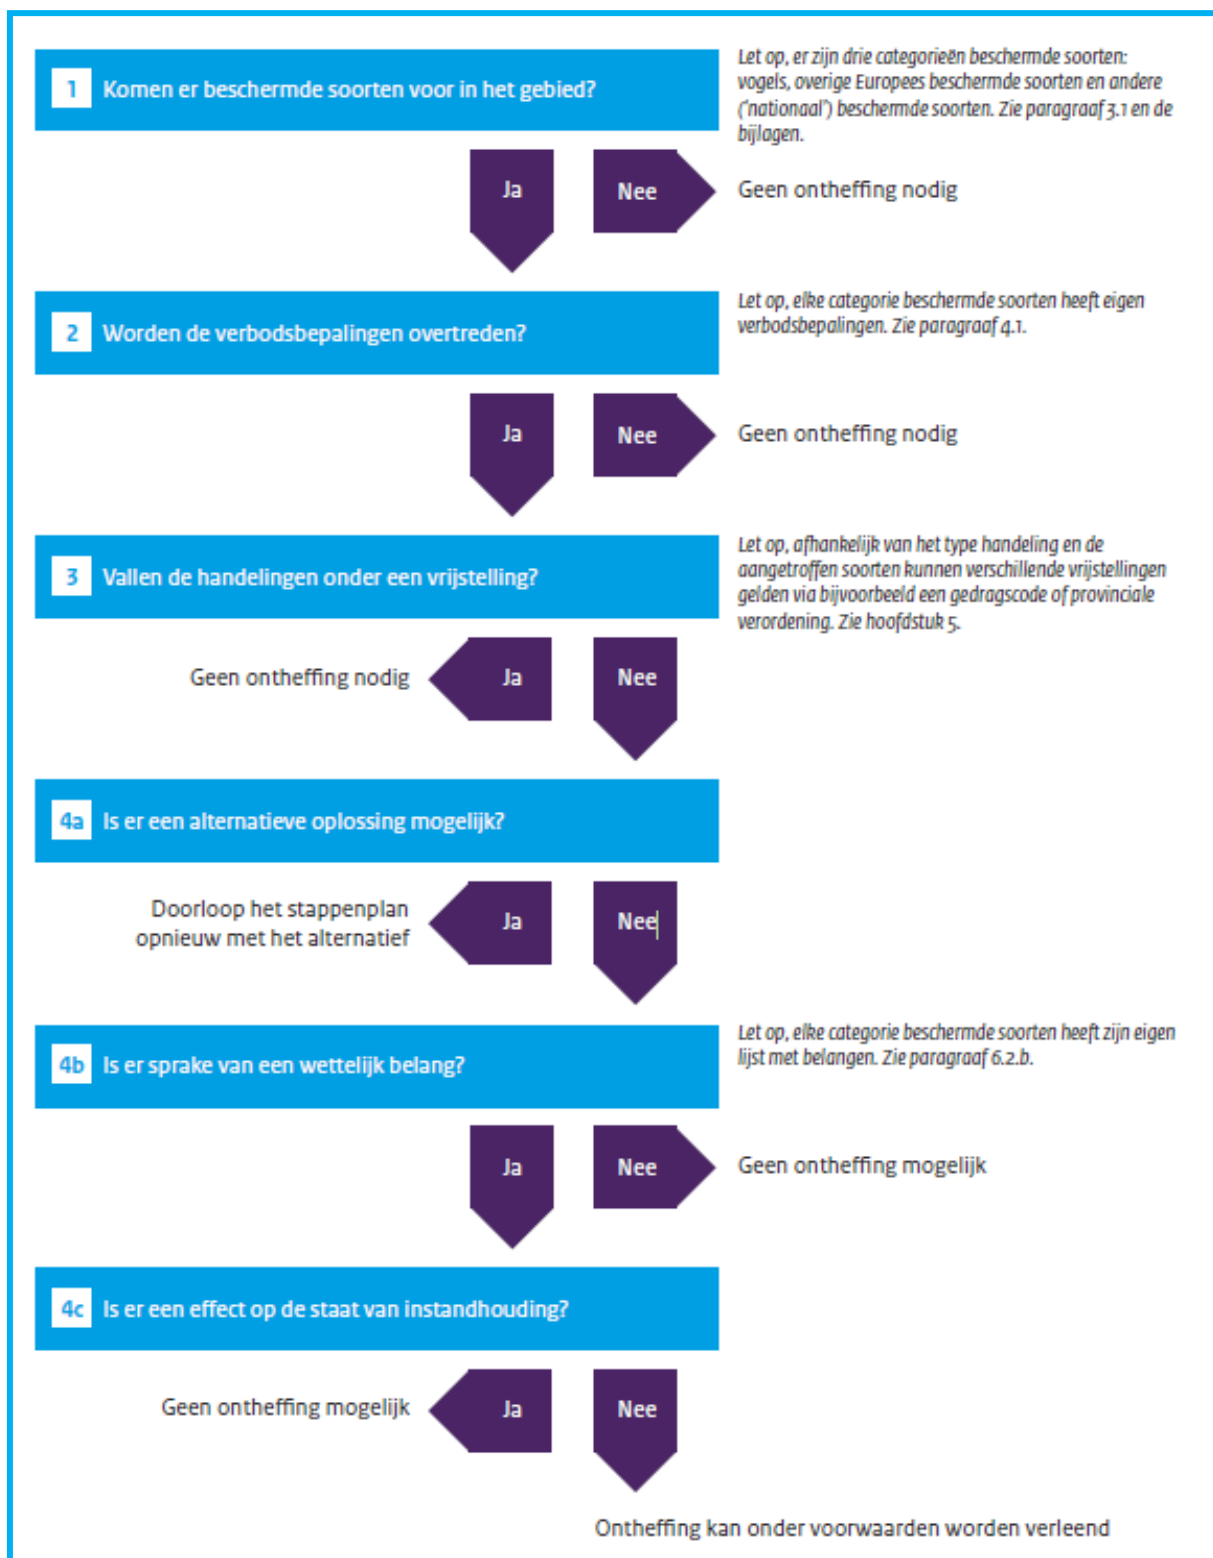 1 Komen er beschermde soorten voor in het gebied?
Let op, er zijn drie categorieën beschermde soorten:
vogels, overige Europees beschermde soorten en andere
('nationaal') beschermde soorten. Zie paragraaf 3.1 en de
bijlagen.
Ja
Nee
Geen ontheffing nodig
2 Worden de verbodsbepalingen overtreden?
Let op, elke categorie beschermde soorten heeft eigen
verbodsbepalingen. Zie paragraaf 4.1.
Ja
Nee
Geen ontheffing nodig
3 Vallen de handelingen onder een vrijstelling?
Let op, afhankelijk van het type handeling en de
aangetroffen soorten kunnen verschillende vrijstellingen
gelden via bijvoorbeeld een gedragscode of provinciale
verordening. Zie hoofdstuk 5.
Geen ontheffing nodig
Ja
Nee
4a Is er een alternatieve oplossing mogelijk?
Doorloop het stappenplan
opnieuw met het alternatief
Ja
Nee
4b Is er sprake van een wettelijk belang?
Let op, elke categorie beschermde soorten heeft zijn eigen
lijst met belangen. Zie paragraaf 6.2.b.
Ja
Nee
Geen ontheffing mogelijk
4c Is er een effect op de staat van instandhouding?
Geen ontheffing mogelijk
Ja
Nee
Ontheffing kan onder voorwaarden worden verleend